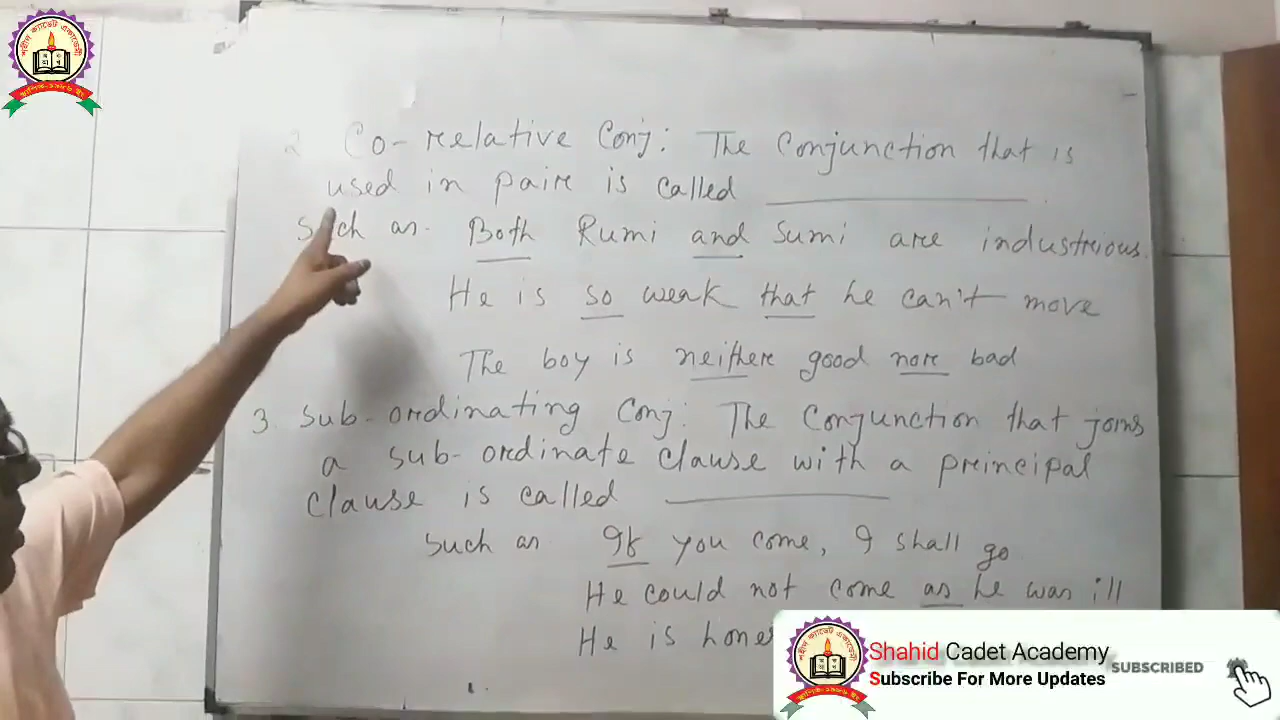 2 Co-relative Conj: The Conjunction that is
used in pair is called
such as. Both Rumi and Sumi are industrious.
He is so weak that he can't move
The boy is neither good nor bad
3. Sub-ordinating Conj: The Conjunction that joins
a sub-ordinate clause with a principal
clause is called
such as If you come, I shall go
He could not come as he was ill
He is hones
শহীদ ক্যাডেট একাডেমী
স্থাপিত-১৯৮৬ ইং
Shahid Cadet Academy
Subscribe For More Updates
SUBSCRIBED